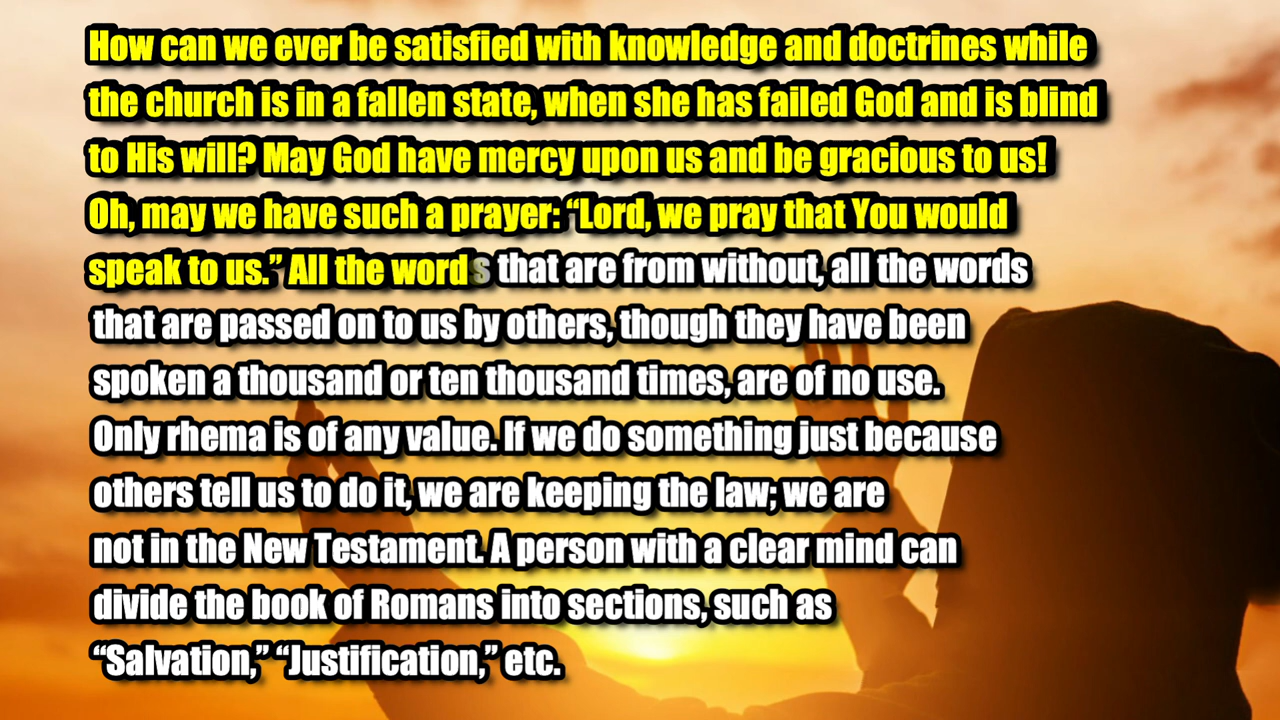 How can we ever be satisfied with knowledge and doctrines while
the church is in a fallen state, when she has failed God and is blind
to His will? May God have mercy upon us and be gracious to us!
Oh, may we have such a prayer: “Lord, we pray that You would
speak to us.” All the words that are from without, all the words
that are passed on to us by others, though they have been
spoken a thousand or ten thousand times, are of no use.
Only rhema is of any value. If we do something just because
others tell us to do it, we are keeping the law; we are
not in the New Testament. A person with a clear mind can
divide the book of Romans into sections, such as
“Salvation,” “Justification,” etc.